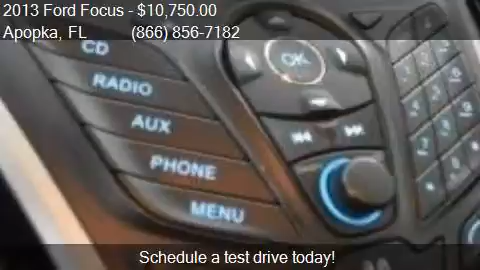 2013 Ford Focus - $10,750.00
Apopka, FL (866) 856-7182
CD
OK
RADIO
AUX
PHONE
MENU
Schedule a test drive today!